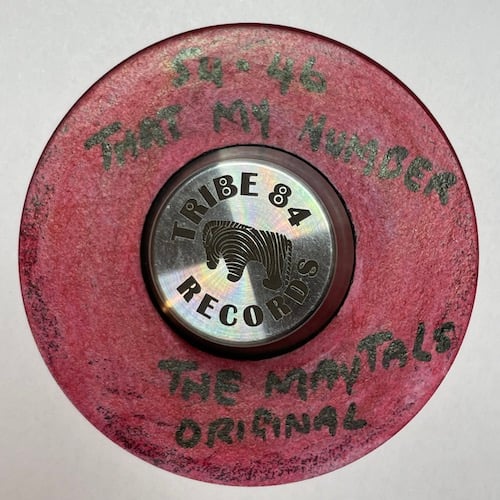 54-46
THAT MY NUMBER
TRIBE 84
RECORDS
THE MAYTALS
ORIGINAL